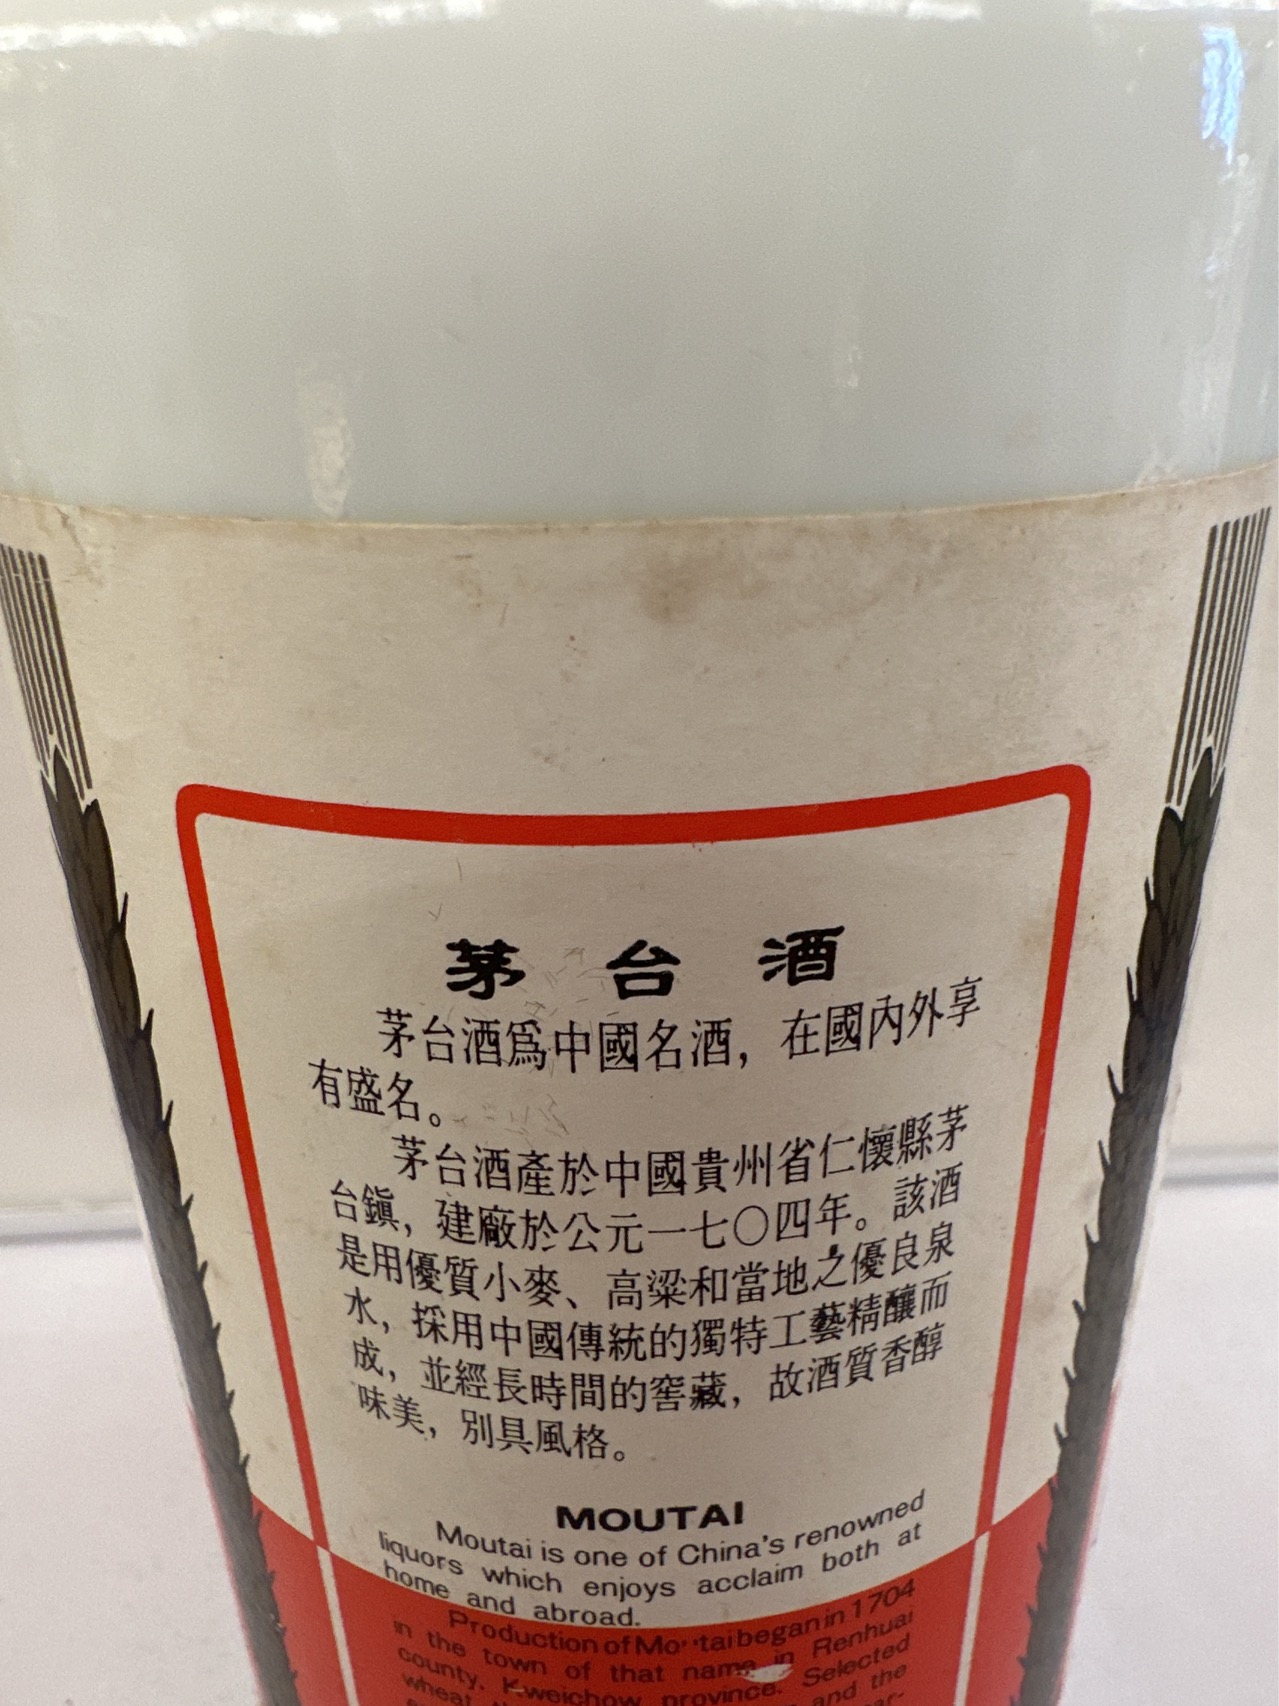 茅台酒
茅台酒爲中國名酒，在國內外享
有盛名。
茅台酒產於中國貴州省仁懷縣茅
台鎭，建廠於公元一七〇四年。該酒
是用優質小麥、高粱和當地之優良泉
水，採用中國傳統的獨特工藝精釀而
成，並經長時間的窖藏，故酒質香醇
味美，別具風格。
MOUTAI
Moutai is one of China's renowned
liquors which enjoys acclaim both at
home and abroad.
Production of Moutai began in 1704
in the town of that name in Renhuai
county, Kweichow province. Selected
wheat and the